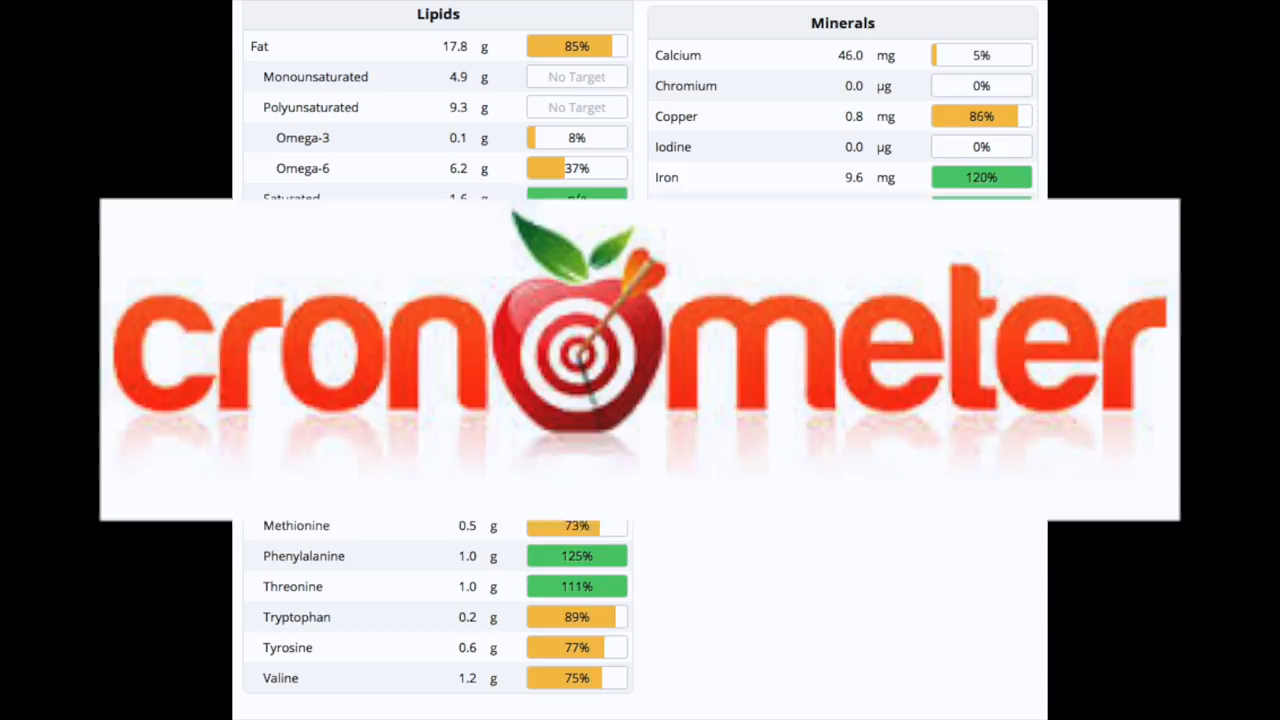 Lipids
Fat 17.8 g 85%
Monounsaturated 4.9 g No Target
Polyunsaturated 9.3 g No Target
Omega-3 0.1 g 8%
Omega-6 6.2 g 37%
Saturated 1.6 g n/a
Minerals
Calcium 46.0 mg 5%
Chromium 0.0 µg 0%
Copper 0.8 mg 86%
Iodine 0.0 µg 0%
Iron 9.6 mg 120%
cronometer
Methionine 0.5 g 73%
Phenylalanine 1.0 g 125%
Threonine 1.0 g 111%
Tryptophan 0.2 g 89%
Tyrosine 0.6 g 77%
Valine 1.2 g 75%